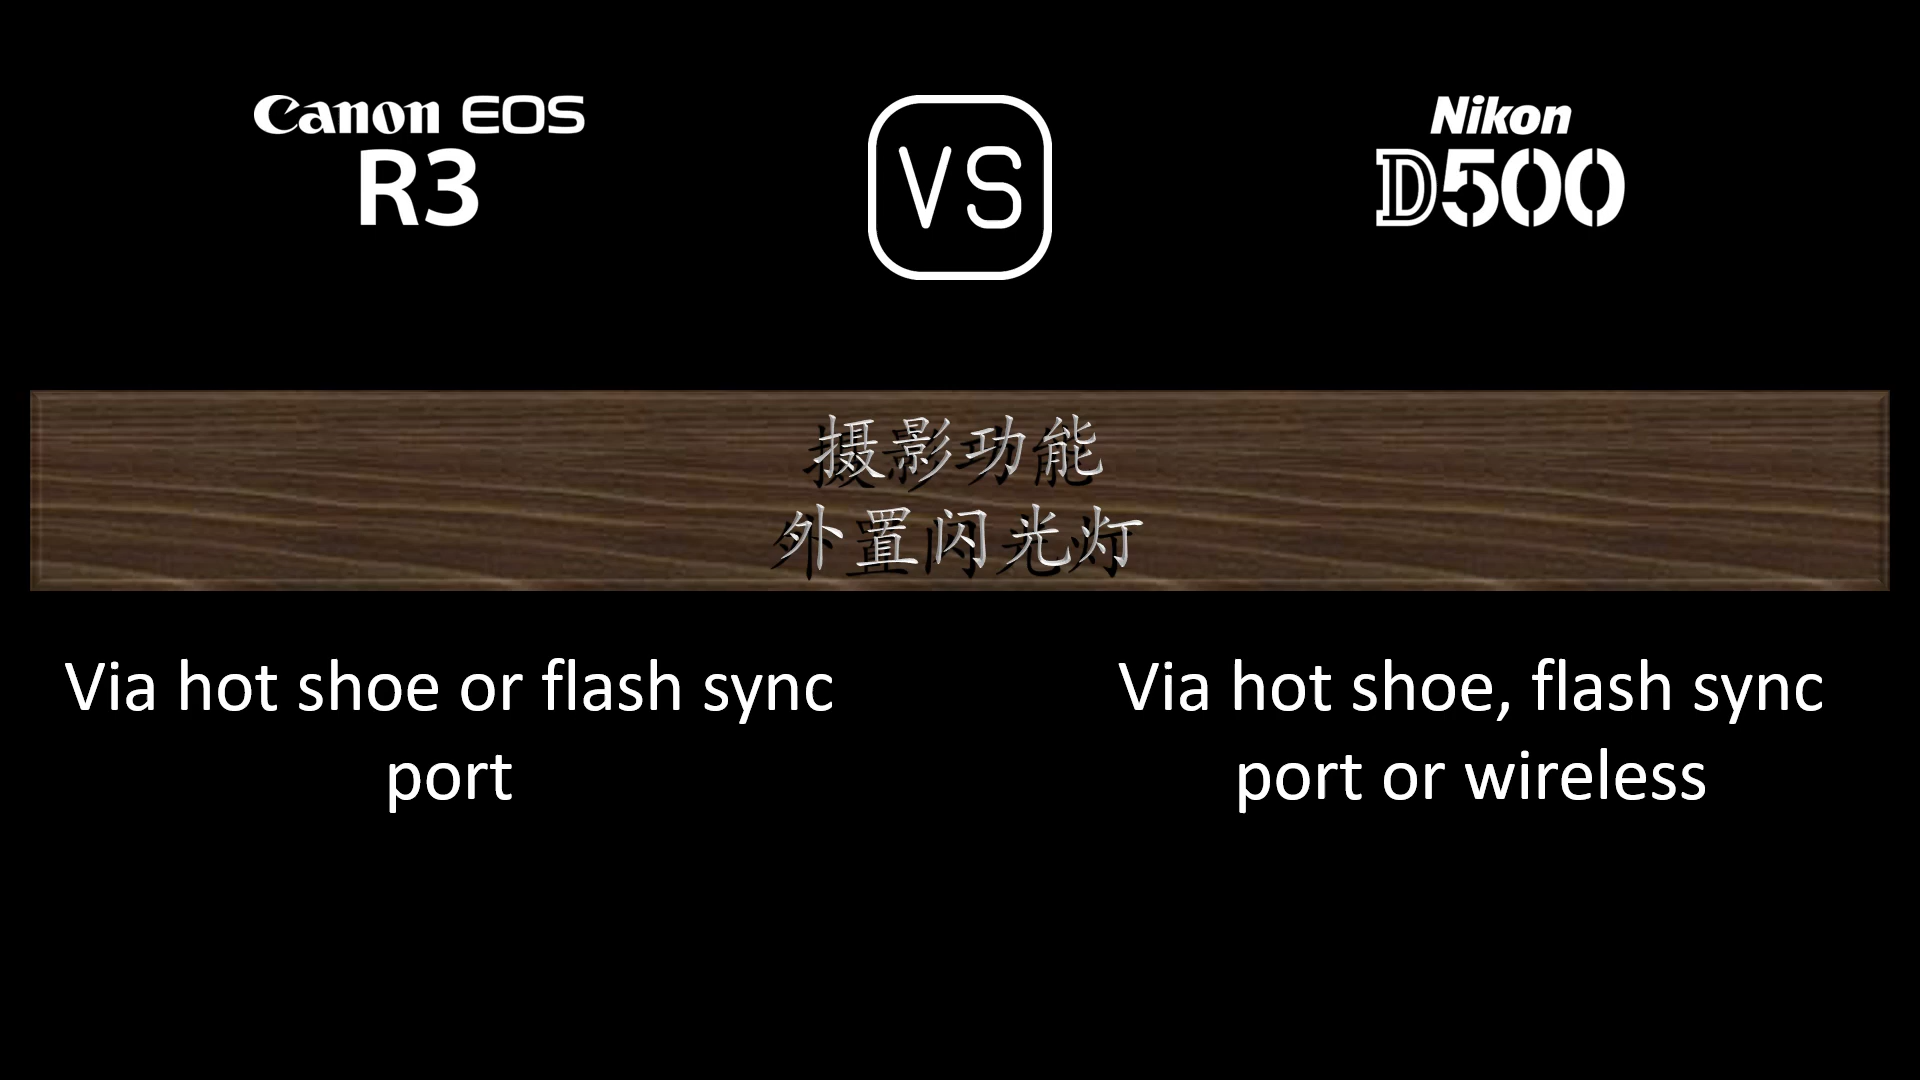 Canon EOS
R3
VS
Nikon
D500
摄影功能
外置闪光灯
Via hot shoe or flash sync
port
Via hot shoe, flash sync
port or wireless